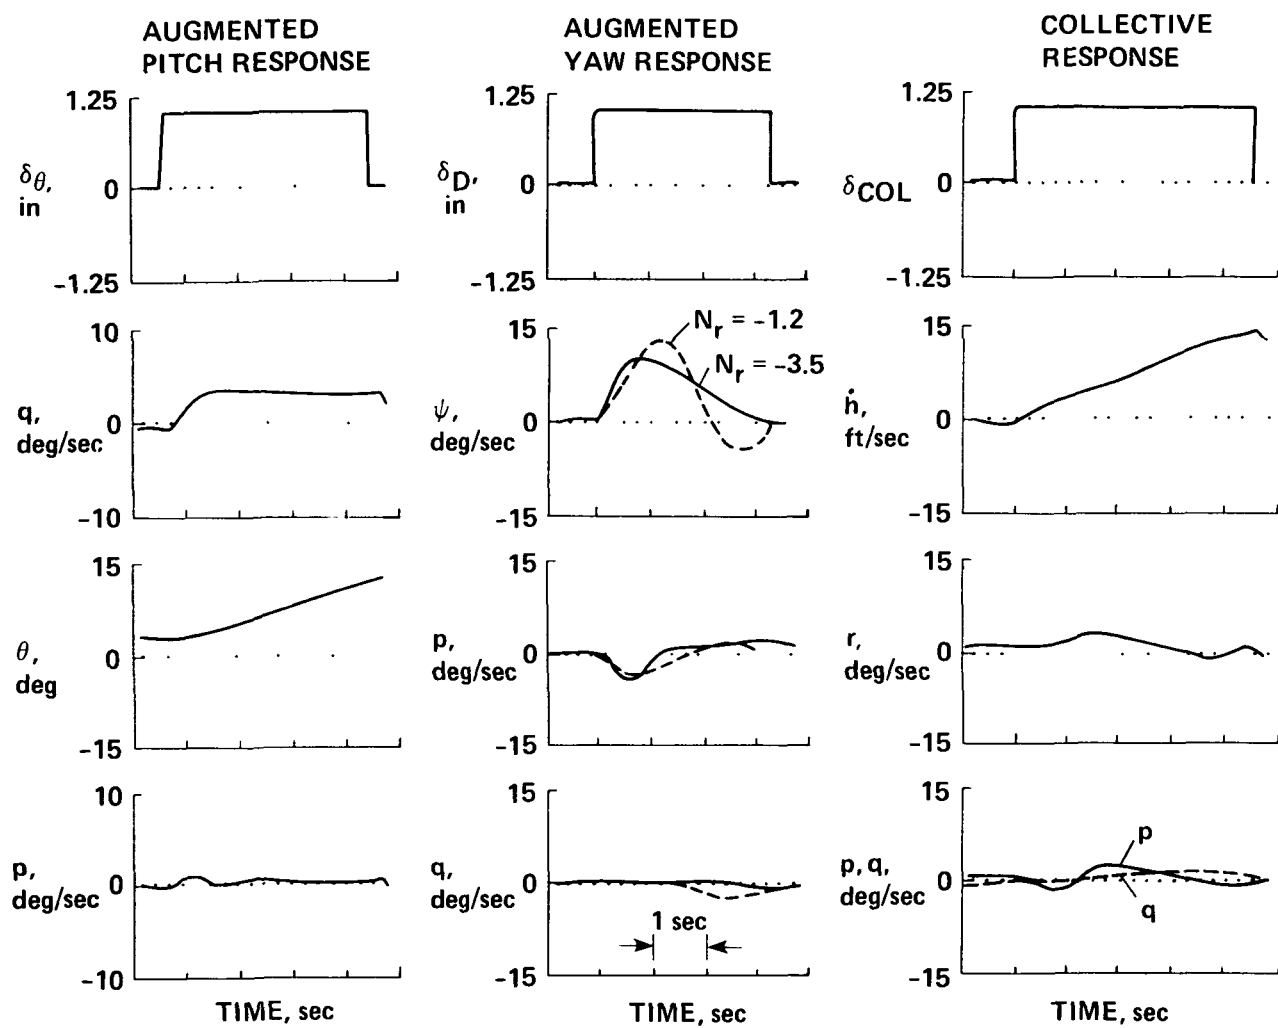 AUGMENTED
PITCH RESPONSE
1.25
δθ,
in
0
-1.25
10
q,
deg/sec
0
-10
15
θ,
deg
0
-15
10
p,
deg/sec
0
-10
TIME, sec
AUGMENTED
YAW RESPONSE
1.25
δD,
in
0
-1.25
15
Nr = -1.2
Nr = -3.5
ψ,
deg/sec
0
-15
15
p,
deg/sec
0
-15
15
q,
deg/sec
0
1 sec
-15
TIME, sec
COLLECTIVE
RESPONSE
1.25
δCOL
0
-1.25
15
ḣ,
ft/sec
0
-15
15
r,
deg/sec
0
-15
15
p
p, q,
deg/sec
0
q
-15
TIME, sec